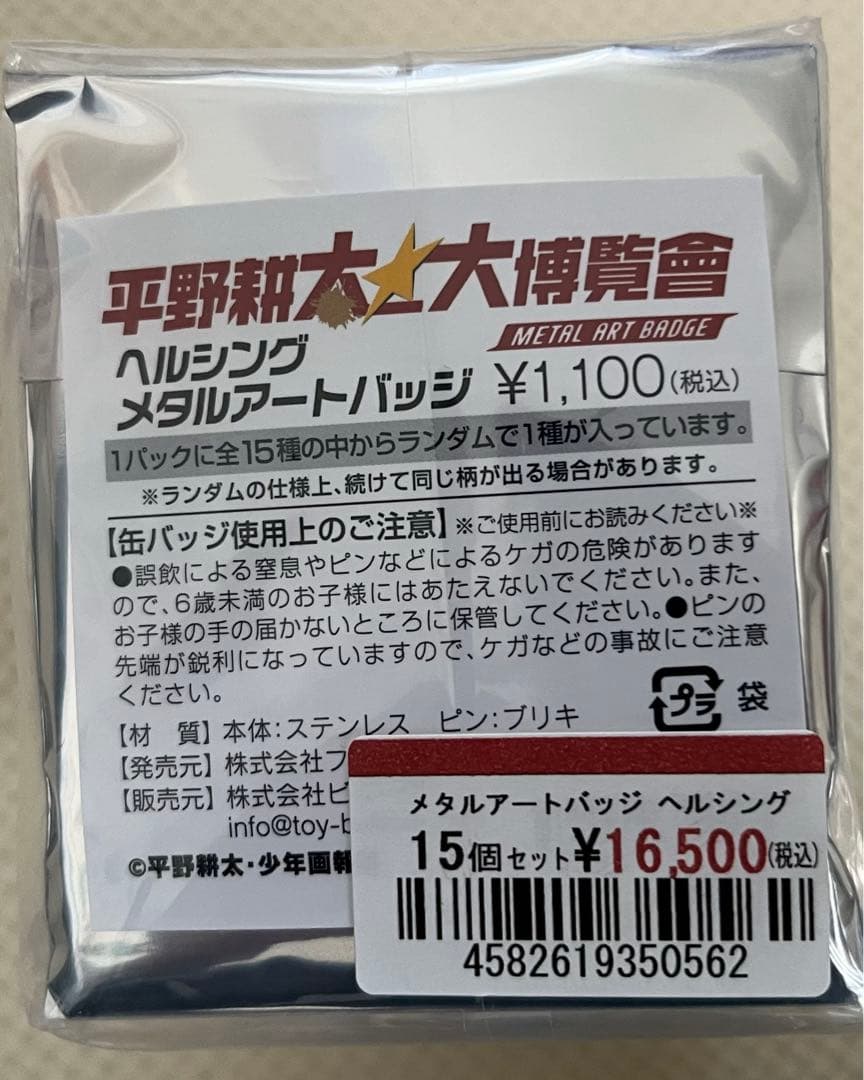 平野耕太★大博覧會
METAL ART BADGE
ヘルシング
メタルアートバッジ ¥1,100(税込)
1パックに全15種の中からランダムで1種が入っています。
※ランダムの仕様上、続けて同じ柄が出る場合があります。
【缶バッジ使用上のご注意】※ご使用前にお読みください※
●誤飲による窒息やピンなどによるケガの危険があります
ので、6歳未満のお子様にはあたえないでください。また、
お子様の手の届かないところに保管してください。●ピンの
先端が鋭利になっていますので、ケガなどの事故にご注意
ください。
プラ 袋
【材 質】本体:ステンレス ピン:ブリキ
【発売元】株式会社フ
【販売元】株式会社ビ
info@toy-b
©平野耕太・少年画報
メタルアートバッジ ヘルシング
15個セット¥16,500(税込)
4582619350562